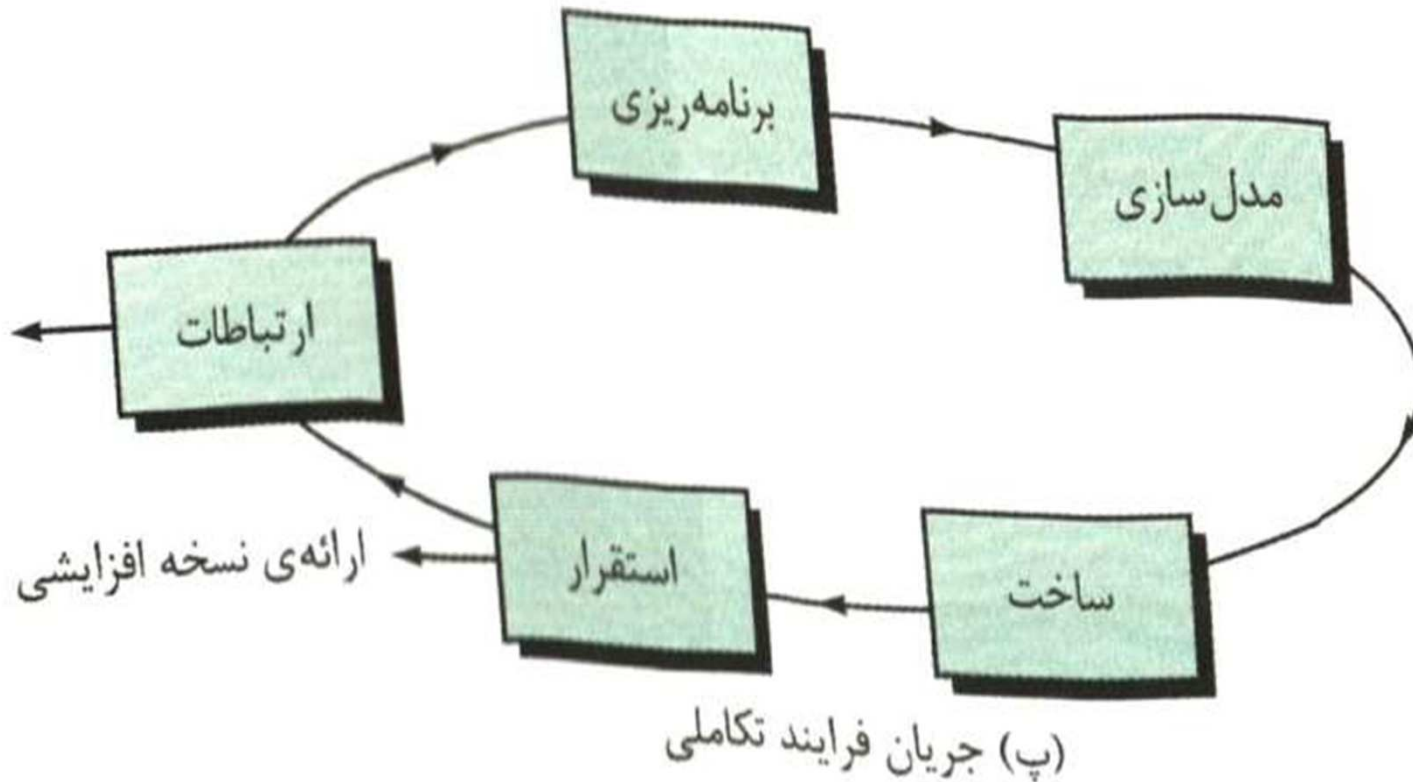 برنامه‌ریزی
مدل‌سازی
ارتباطات
استقرار
ساخت
ارائه‌ی نسخه افزایشی
(پ) جریان فرایند تکاملی